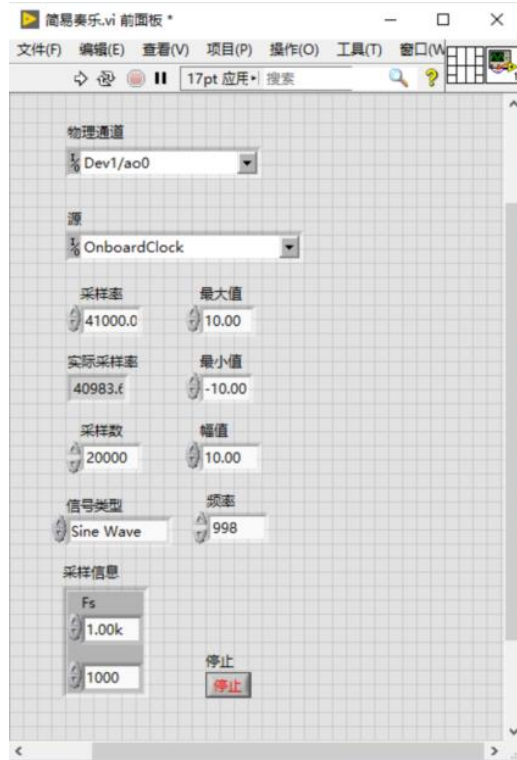 简易奏乐.vi 前面板 *
文件(F) 编辑(E) 查看(V) 项目(P) 操作(O) 工具(T) 窗口(W
17pt 应用 搜索
物理通道
Dev1/ao0
源
OnboardClock
采样率 最大值
41000.0 10.00
实际采样率 最小值
40983.6 -10.00
采样数 幅值
20000 10.00
信号类型 频率
Sine Wave 998
采样信息
Fs
1.00k
1000
停止
停止